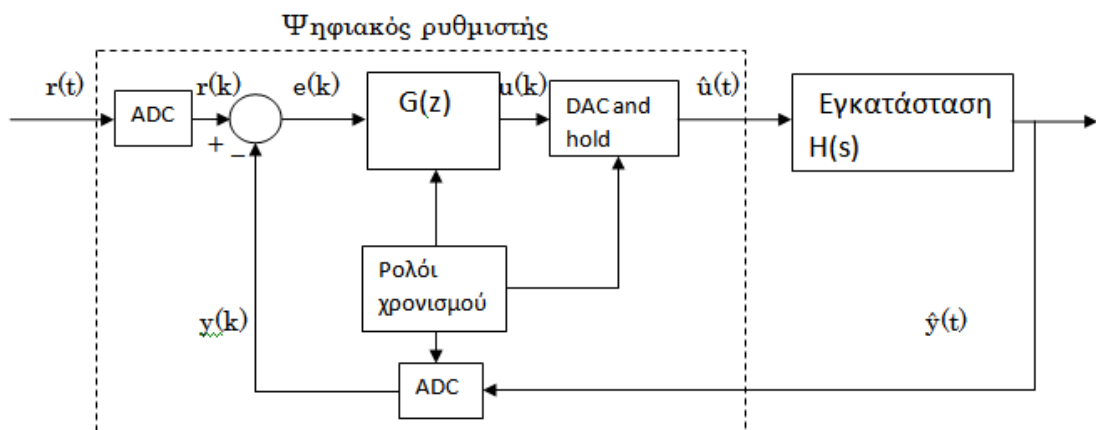 Ψηφιακός ρυθμιστής
r(t)
ADC
r(k)
+
−
e(k)
G(z)
u(k)
DAC and
hold
û(t)
Εγκατάσταση
H(s)
Ρολόι
χρονισμού
y(k)
ADC
ŷ(t)